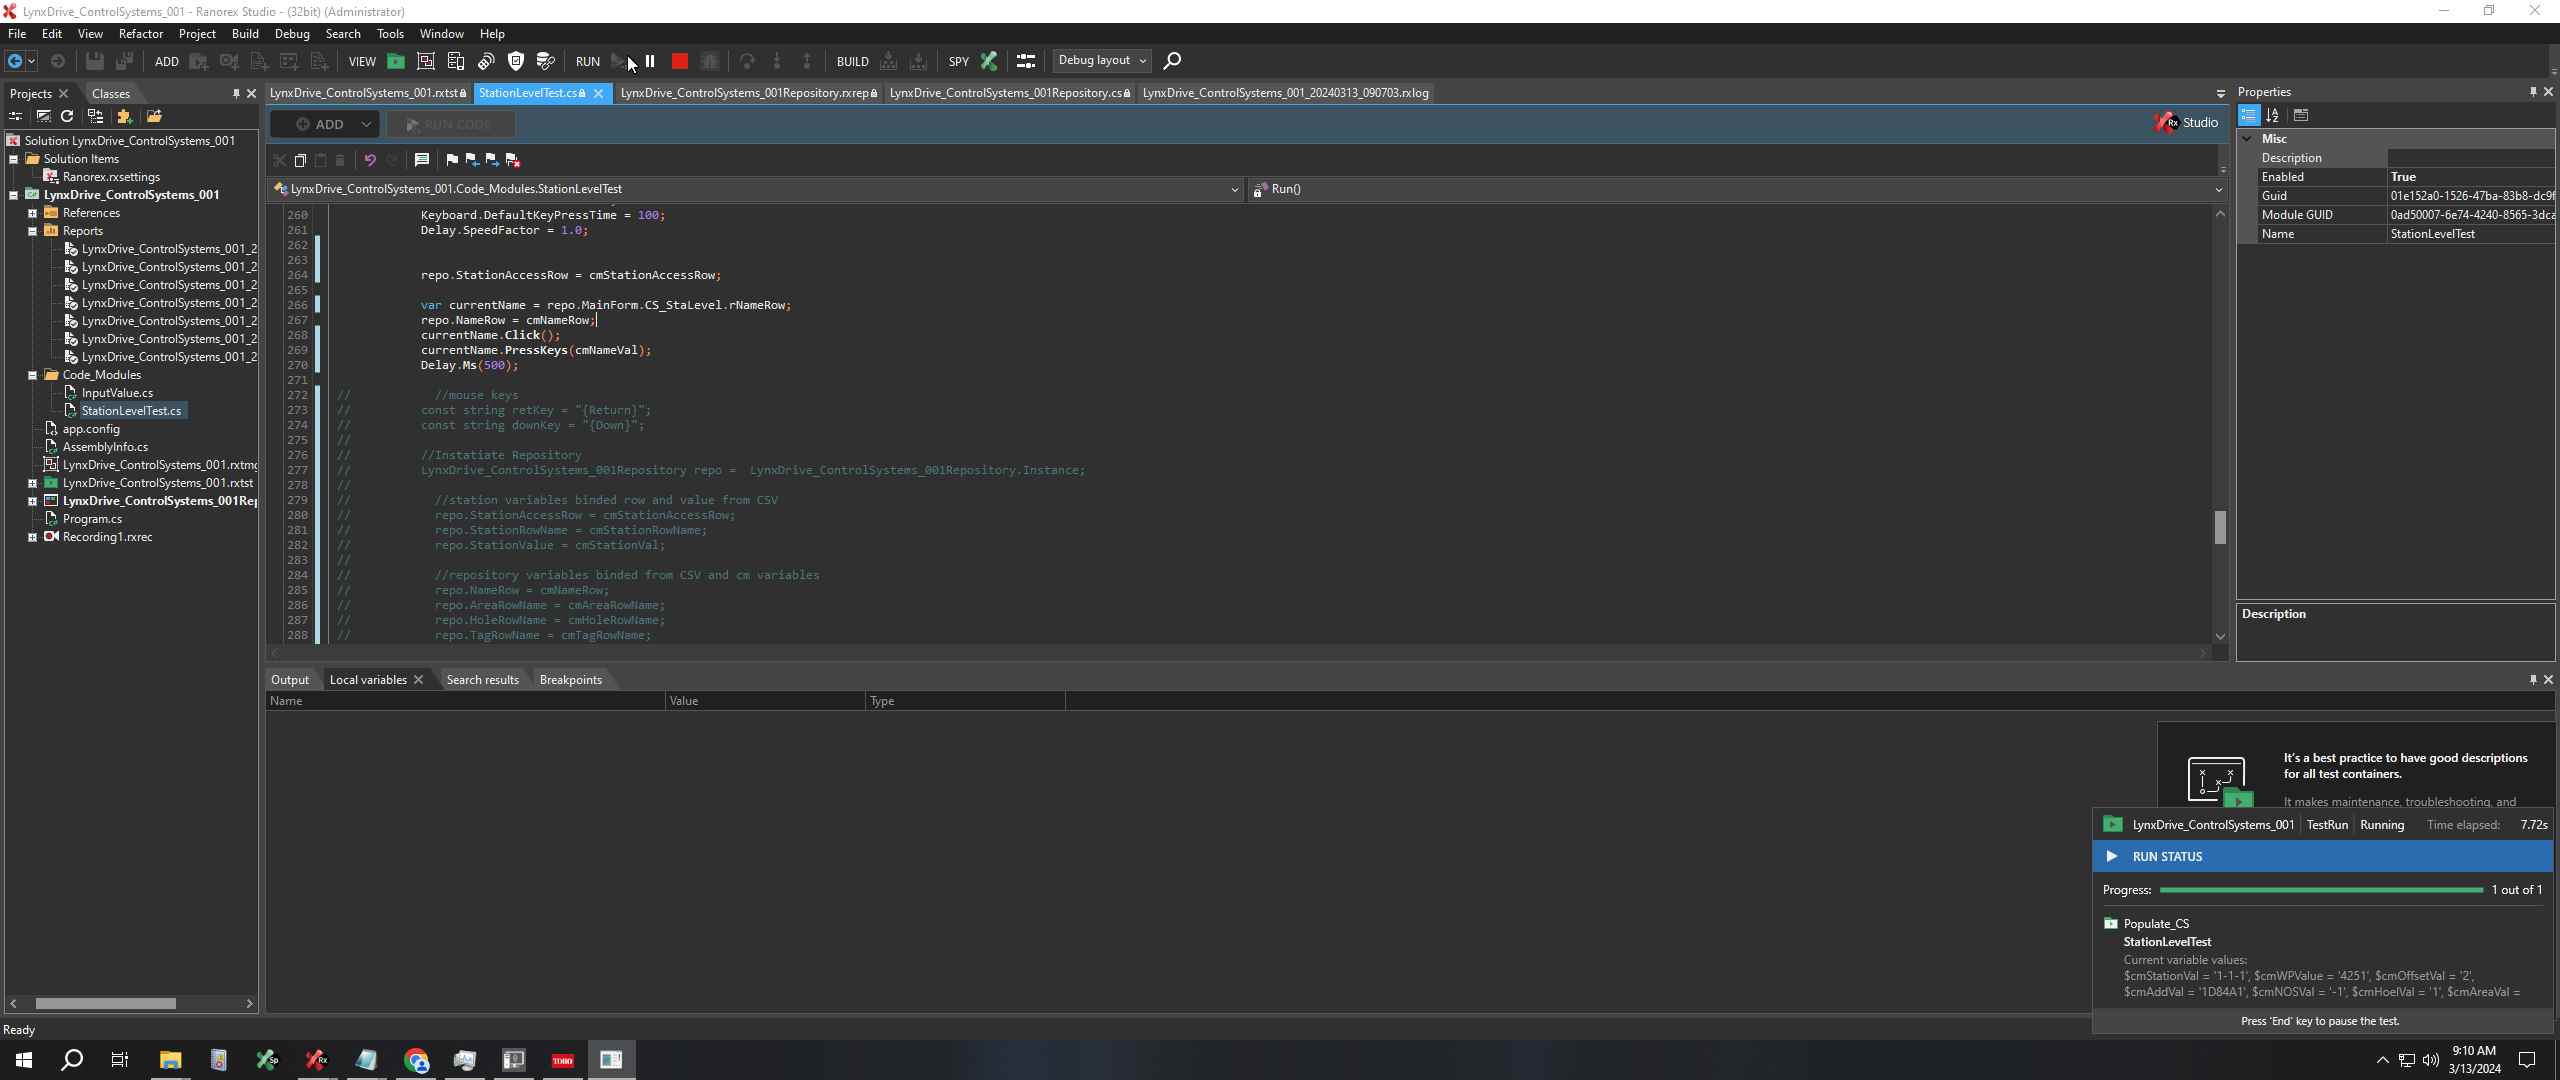 LynxDrive_ControlSystems_001 - Ranorex Studio - (32bit) (Administrator)
File Edit View Refactor Project Build Debug Search Tools Window Help
ADD VIEW RUN BUILD SPY Debug layout
Projects Classes
LynxDrive_ControlSystems_001.rxtst StationLevelTest.cs LynxDrive_ControlSystems_001Repository.rxrep LynxDrive_ControlSystems_001Repository.cs LynxDrive_ControlSystems_001_20240313_090703.rxlog
ADD RUN CODE Rx Studio
LynxDrive_ControlSystems_001.Code_Modules.StationLevelTest Run()
Solution LynxDrive_ControlSystems_001
Solution Items
Ranorex.rxsettings
LynxDrive_ControlSystems_001
References
Reports
LynxDrive_ControlSystems_001_2
LynxDrive_ControlSystems_001_2
LynxDrive_ControlSystems_001_2
LynxDrive_ControlSystems_001_2
LynxDrive_ControlSystems_001_2
LynxDrive_ControlSystems_001_2
LynxDrive_ControlSystems_001_2
Code_Modules
InputValue.cs
StationLevelTest.cs
app.config
AssemblyInfo.cs
LynxDrive_ControlSystems_001.rxtmg
LynxDrive_ControlSystems_001.rxtst
LynxDrive_ControlSystems_001Rep
Program.cs
Recording1.rxrec
260 Keyboard.DefaultKeyPressTime = 100;
261 Delay.SpeedFactor = 1.0;
262
263
264 repo.StationAccessRow = cmStationAccessRow;
265
266 var currentName = repo.MainForm.CS_StaLevel.rNameRow;
267 repo.NameRow = cmNameRow;
268 currentName.Click();
269 currentName.PressKeys(cmNameVal);
270 Delay.Ms(500);
271
272 // //mouse keys
273 // const string retKey = "{Return}";
274 // const string downKey = "{Down}";
275 //
276 // //Instatiate Repository
277 // LynxDrive_ControlSystems_001Repository repo = LynxDrive_ControlSystems_001Repository.Instance;
278 //
279 // //station variables binded row and value from CSV
280 // repo.StationAccessRow = cmStationAccessRow;
281 // repo.StationRowName = cmStationRowName;
282 // repo.StationValue = cmStationVal;
283 //
284 // //repository variables binded from CSV and cm variables
285 // repo.NameRow = cmNameRow;
286 // repo.AreaRowName = cmAreaRowName;
287 // repo.HoleRowName = cmHoleRowName;
288 // repo.TagRowName = cmTagRowName;
Properties
Misc
Description
Enabled True
Guid 01e152a0-1526-47ba-83b8-dc9f
Module GUID 0ad50007-6e74-4240-8565-3dca
Name StationLevelTest
Description
Output Local variables Search results Breakpoints
Name Value Type
It's a best practice to have good descriptions
for all test containers.
It makes maintenance, troubleshooting, and
LynxDrive_ControlSystems_001 TestRun Running Time elapsed: 7.72s
RUN STATUS
Progress: 1 out of 1
Populate_CS
StationLevelTest
Current variable values:
$cmStationVal = '1-1-1', $cmWPValue = '4251', $cmOffsetVal = '2',
$cmAddVal = '1D84A1', $cmNOSVal = '-1', $cmHoelVal = '1', $cmAreaVal =
Press 'End' key to pause the test.
Ready
Sp Rx TORO
9:10 AM
3/13/2024